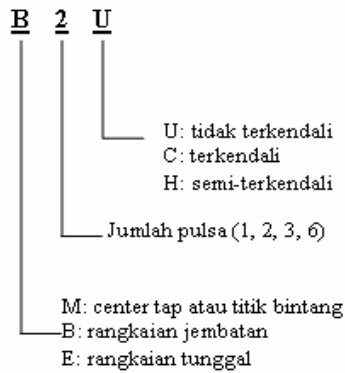 B 2 U
U: tidak terkendali
C: terkendali
H: semi-terkendali
Jumlah pulsa (1, 2, 3, 6)
M: center tap atau titik bintang
B: rangkaian jembatan
E: rangkaian tunggal